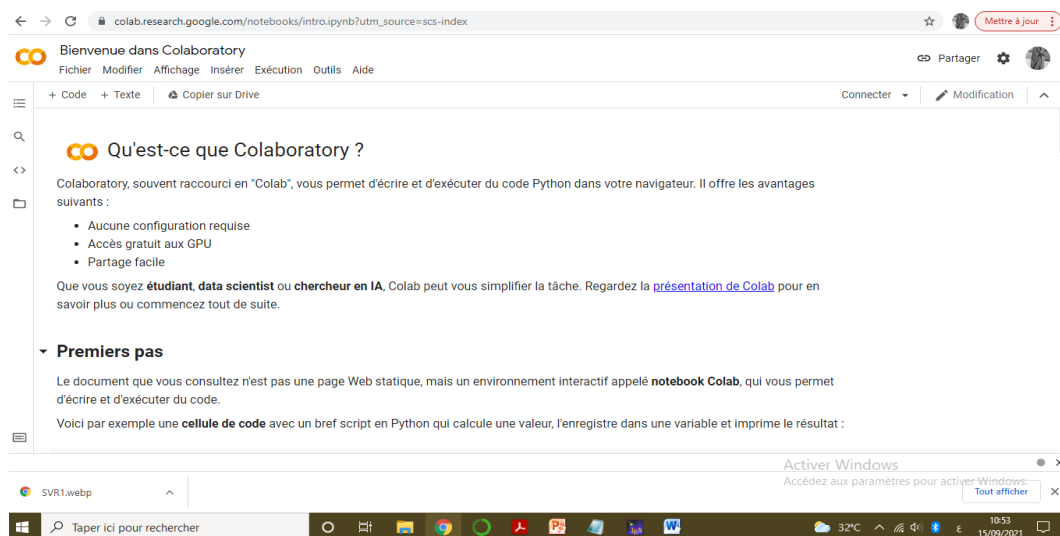 colab.research.google.com/notebooks/intro.ipynb?utm_source=scs-index
Mettre à jour
Bienvenue dans Colaboratory
Fichier Modifier Affichage Insérer Exécution Outils Aide
Partager
+ Code + Texte Copier sur Drive
Connecter
Modification
Qu'est-ce que Colaboratory ?
Colaboratory, souvent raccourci en "Colab", vous permet d'écrire et d'exécuter du code Python dans votre navigateur. Il offre les avantages
suivants :
• Aucune configuration requise
• Accès gratuit aux GPU
• Partage facile
Que vous soyez étudiant, data scientist ou chercheur en IA, Colab peut vous simplifier la tâche. Regardez la présentation de Colab pour en
savoir plus ou commencez tout de suite.
Premiers pas
Le document que vous consultez n'est pas une page Web statique, mais un environnement interactif appelé notebook Colab, qui vous permet
d'écrire et d'exécuter du code.
Voici par exemple une cellule de code avec un bref script en Python qui calcule une valeur, l'enregistre dans une variable et imprime le résultat :
Activer Windows
Accédez aux paramètres pour activer Windows.
SVR1.webp
Tout afficher
Taper ici pour rechercher
32°C
ع
10:53
15/09/2021